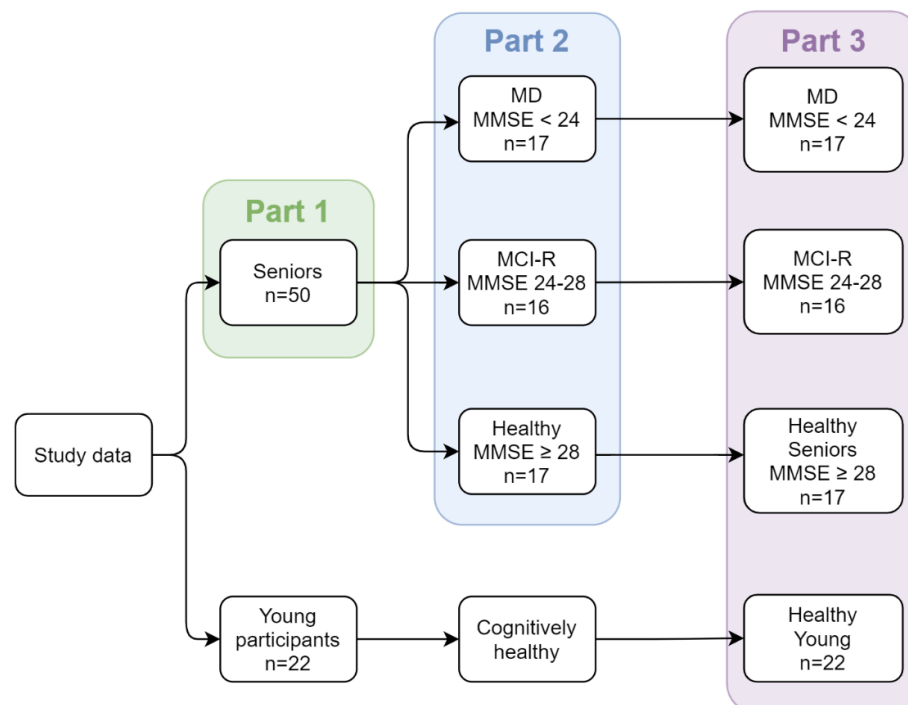 Part 1
Part 2
Part 3
Study data
Seniors
n=50
Young
participants
n=22
MD
MMSE < 24
n=17
MCI-R
MMSE 24-28
n=16
Healthy
MMSE ≥ 28
n=17
Cognitively
healthy
MD
MMSE < 24
n=17
MCI-R
MMSE 24-28
n=16
Healthy
Seniors
MMSE ≥ 28
n=17
Healthy
Young
n=22